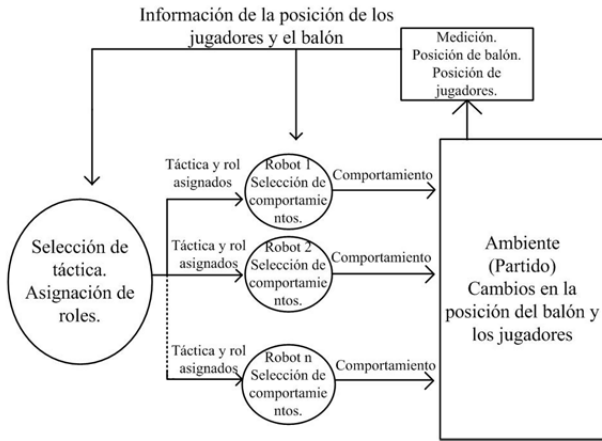 Información de la posición de los
jugadores y el balón
Medición.
Posición de balón.
Posición de
jugadores.
Táctica y rol
asignados
Robot 1
Selección de
comportamie
ntos.
Comportamiento
Selección de
táctica.
Asignación de
roles.
Táctica y rol
asignados
Robot 2
Selección de
comportamie
ntos.
Comportamiento
Táctica y rol
asignados
Robot n
Selección de
comportamie
ntos.
Comportamiento
Ambiente
(Partido)
Cambios en la
posición del balón y
los jugadores